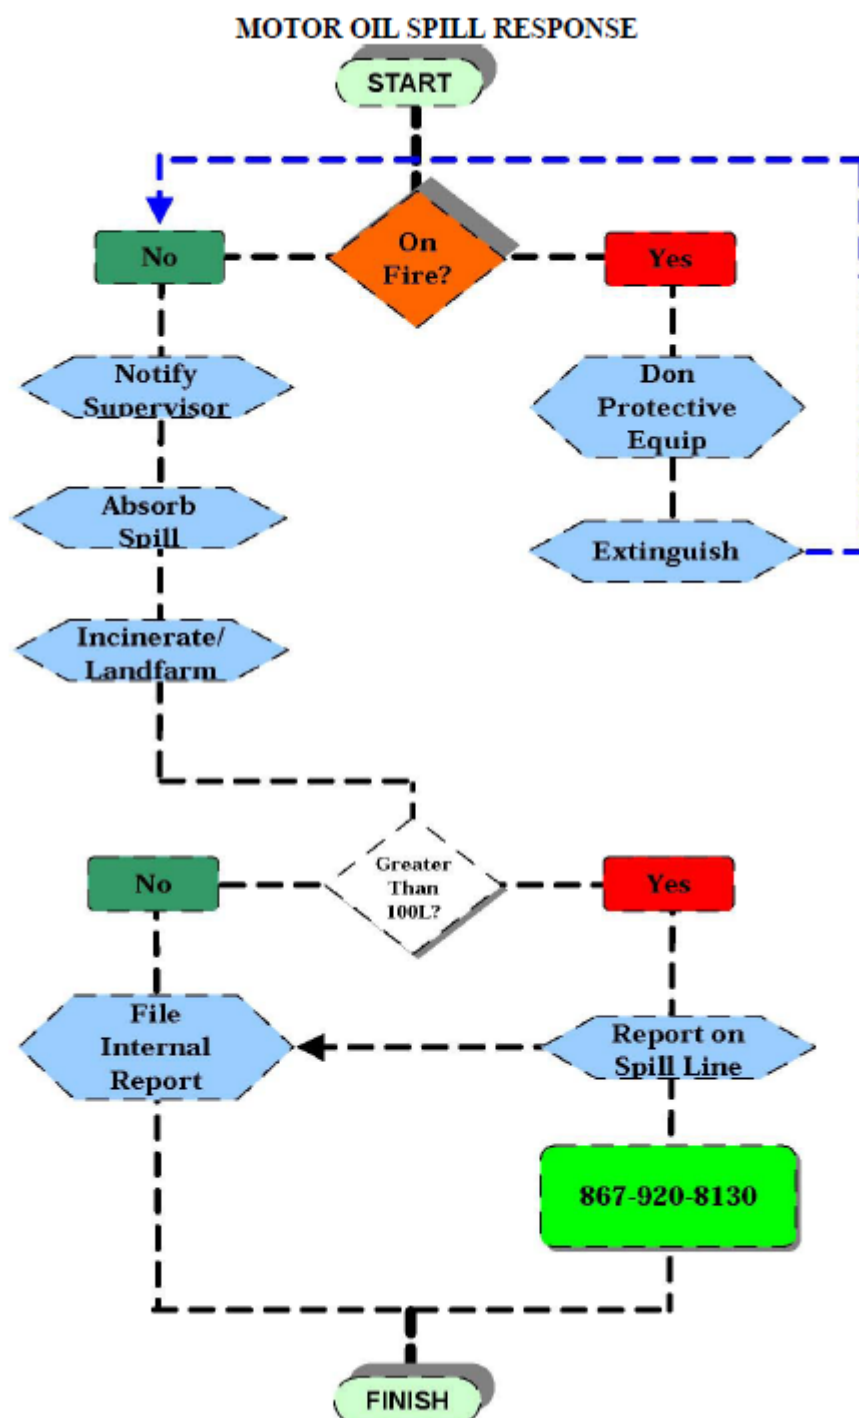 MOTOR OIL SPILL RESPONSE
START
On
Fire?
No
Yes
Notify
Supervisor
Don
Protective
Equip
Absorb
Spill
Extinguish
Incinerate/
Landfarm
Greater
Than
100L?
No
Yes
File
Internal
Report
Report on
Spill Line
867-920-8130
FINISH